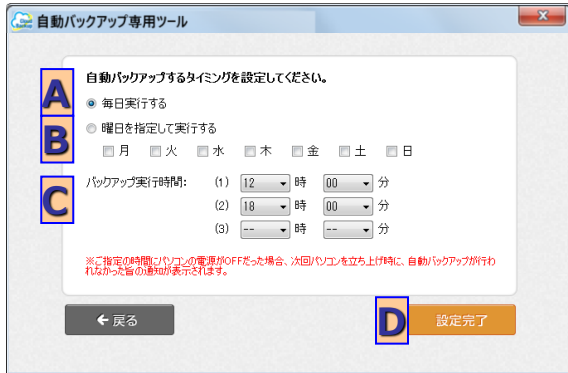 自動バックアップ専用ツール
自動バックアップするタイミングを設定してください。
A
毎日実行する
B
曜日を指定して実行する
月 火 水 木 金 土 日
C
バックアップ実行時間: (1) 12 時 00 分
(2) 18 時 00 分
(3) -- 時 -- 分
※ご指定の時間にパソコンの電源がOFFだった場合、次回パソコンを立ち上げ時に、自動バックアップが行わ
れなかった旨の通知が表示されます。
←戻る
D
設定完了